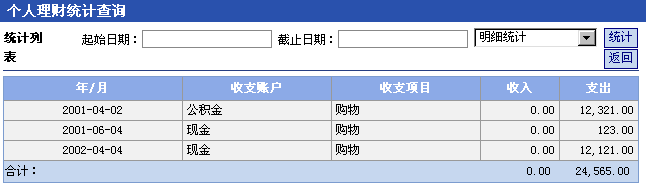 个人理财统计查询
统计列表 起始日期： 截止日期： 明细统计 统计
返回
年/月 收支账户 收支项目 收入 支出
2001-04-02 公积金 购物 0.00 12,321.00
2001-06-04 现金 购物 0.00 123.00
2002-04-04 现金 购物 0.00 12,121.00
合计： 0.00 24,565.00